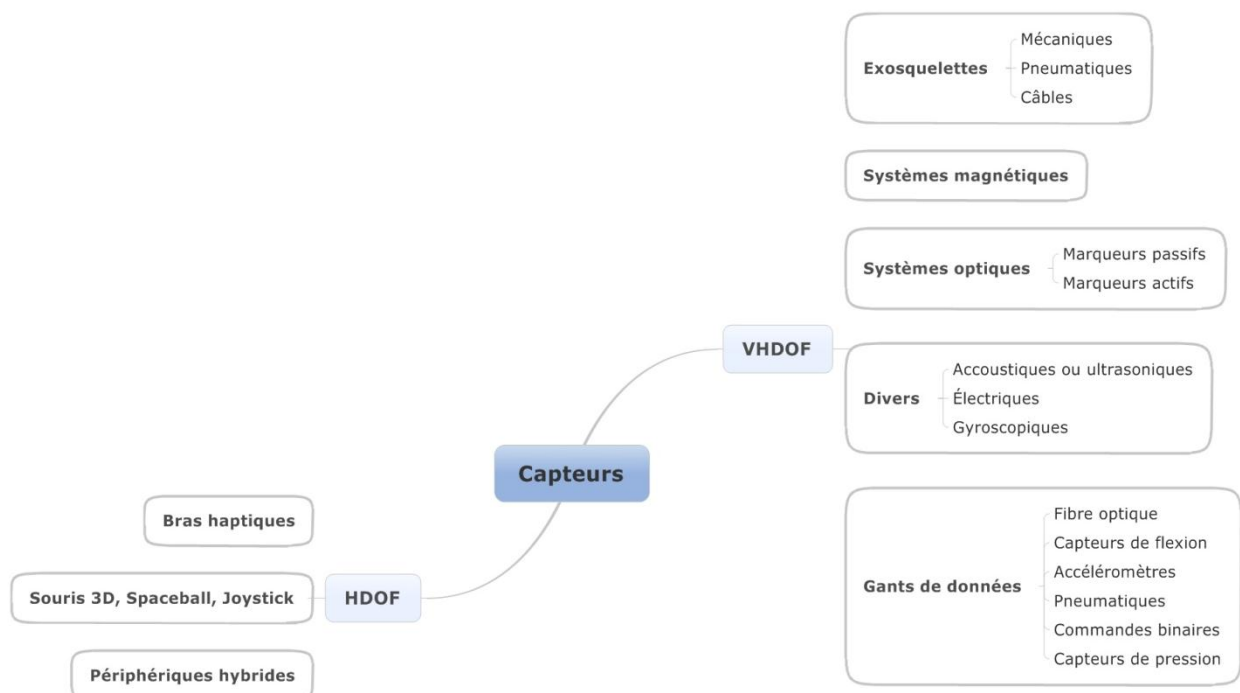 Mécaniques
Exosquelettes
Pneumatiques
Câbles
Systèmes magnétiques
Systèmes optiques
Marqueurs passifs
Marqueurs actifs
VHDOF
Divers
Accoustiques ou ultrasoniques
Électriques
Gyroscopiques
Capteurs
Gants de données
Fibre optique
Capteurs de flexion
Accéléromètres
Pneumatiques
Commandes binaires
Capteurs de pression
Bras haptiques
Souris 3D, Spaceball, Joystick
HDOF
Périphériques hybrides